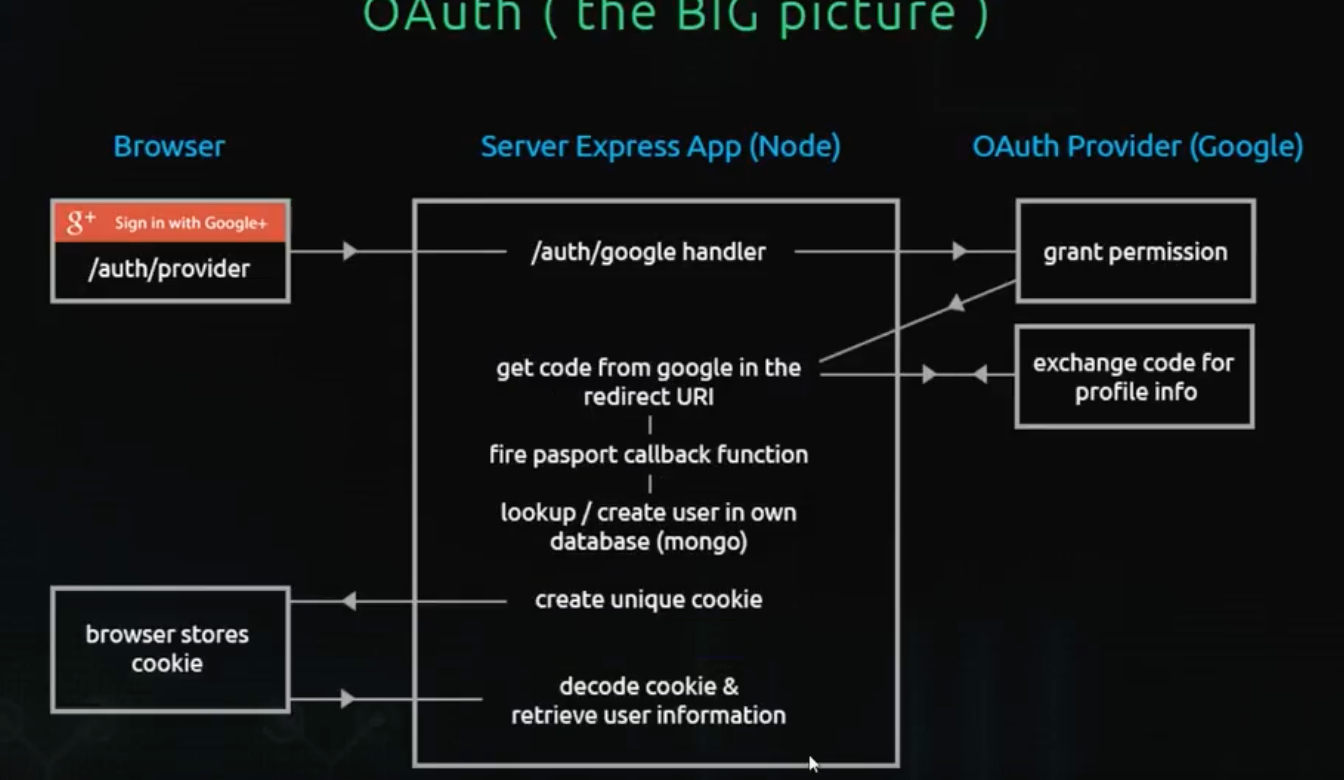 OAuth ( the BIG picture )
Browser
Server Express App (Node)
OAuth Provider (Google)
g+ Sign in with Google+
/auth/provider
/auth/google handler
grant permission
get code from google in the
redirect URI
exchange code for
profile info
fire pasport callback function
lookup / create user in own
database (mongo)
create unique cookie
browser stores
cookie
decode cookie &
retrieve user information